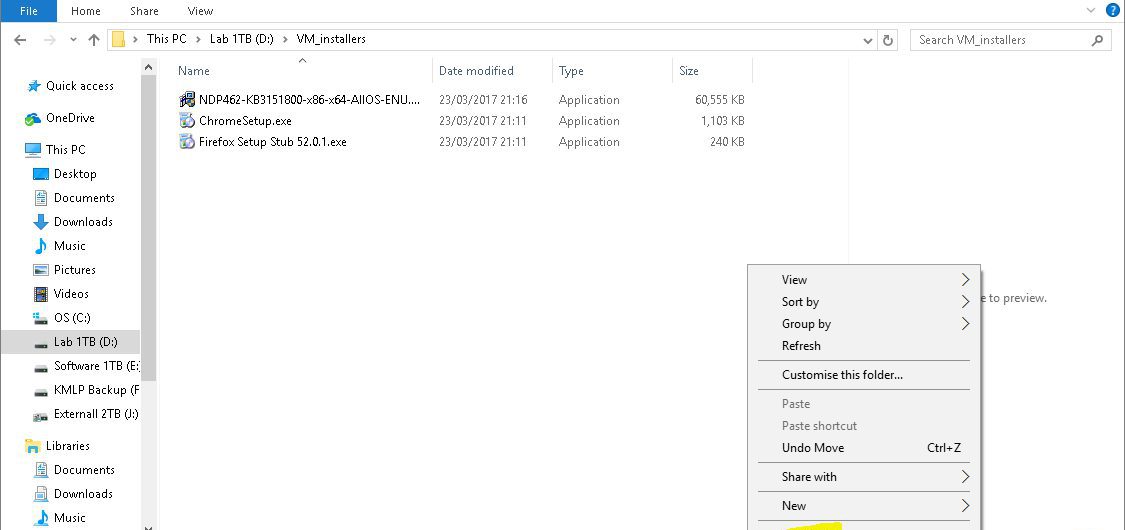 File Home Share View
This PC Lab 1TB (D:) VM_installers Search VM_installers
Name Date modified Type Size
Quick access
OneDrive
This PC
Desktop
Documents
Downloads
Music
Pictures
Videos
OS (C:)
Lab 1TB (D:)
Software 1TB (E:
KMLP Backup (F
Externall 2TB (J:)
Libraries
Documents
Downloads
Music
NDP462-KB3151800-x86-x64-AllOS-ENU.... 23/03/2017 21:16 Application 60,555 KB
ChromeSetup.exe 23/03/2017 21:11 Application 1,103 KB
Firefox Setup Stub 52.0.1.exe 23/03/2017 21:11 Application 240 KB
View
Sort by
Group by
Refresh
Customise this folder...
Paste
Paste shortcut
Undo Move Ctrl+Z
Share with
New
e to preview.